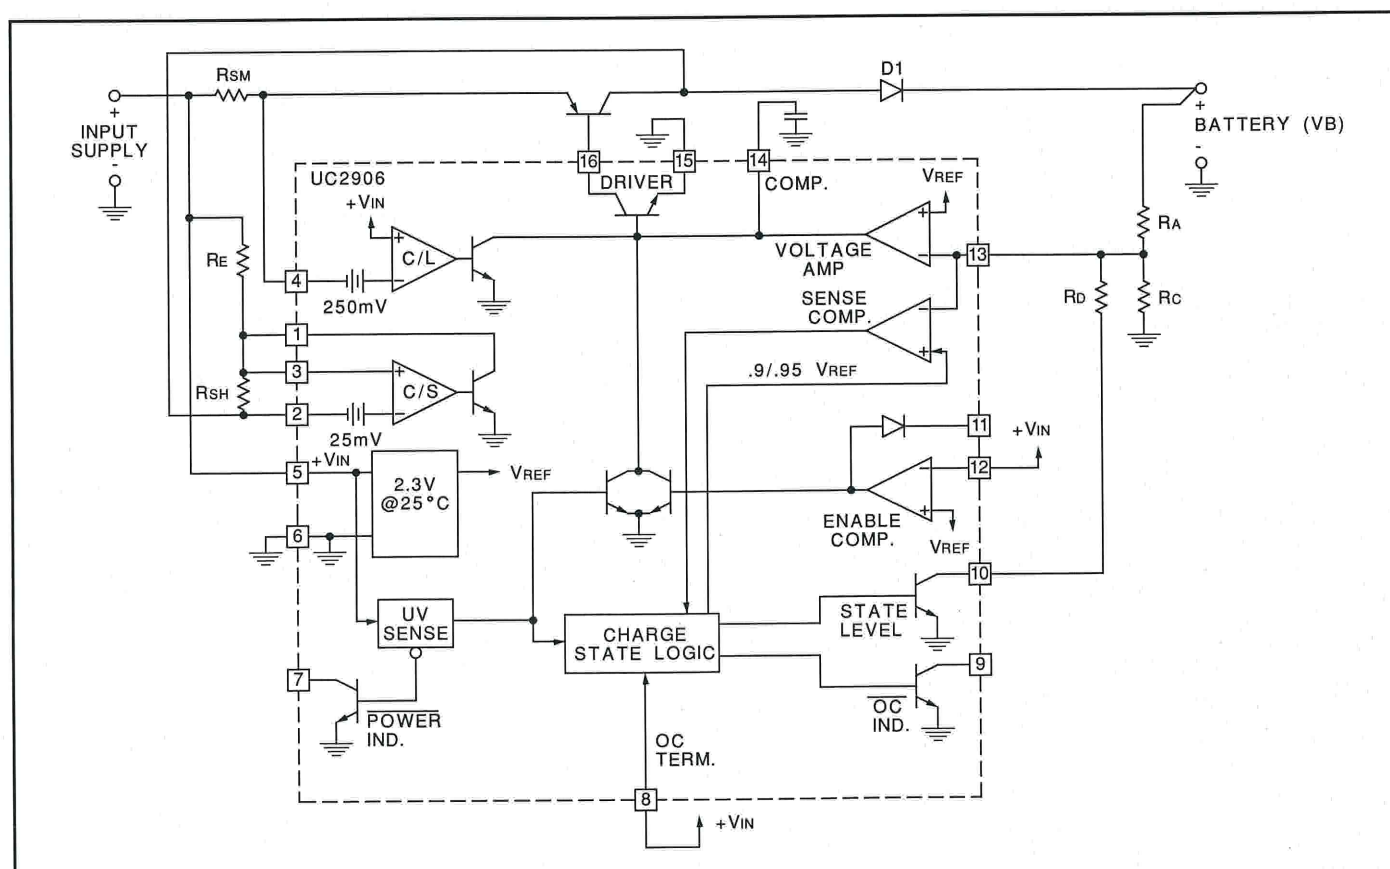 RSM
D1
+
INPUT
SUPPLY
-
+
BATTERY (VB)
-
16
15
14
UC2906
DRIVER
COMP.
+VIN
VREF
+
C/L
-
4
250mV
+
-
VOLTAGE
AMP
13
RA
RE
RD
RC
SENSE
COMP.
-
+
.9/.95 VREF
1
3
RSH
2
+
C/S
-
25mV
+VIN
5
2.3V
@25°C
VREF
6
11
+VIN
12
-
+
ENABLE
COMP.
VREF
10
UV
SENSE
CHARGE
STATE LOGIC
STATE
LEVEL
9
7
POWER
IND.
OC
IND.
OC
TERM.
8
+VIN